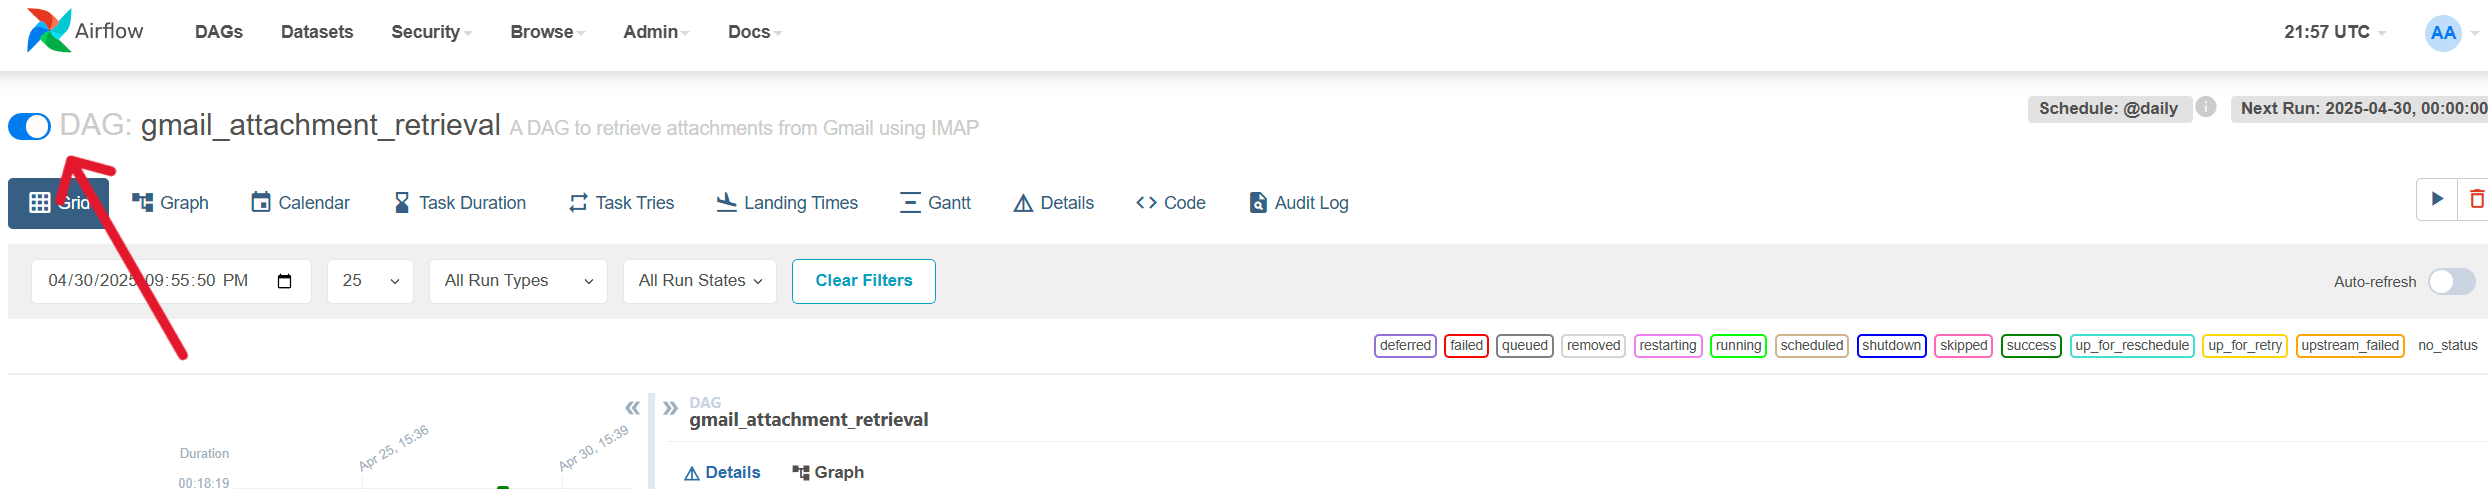 Airflow DAGs Datasets Security Browse Admin Docs 21:57 UTC AA
DAG: gmail_attachment_retrieval A DAG to retrieve attachments from Gmail using IMAP Schedule: @daily Next Run: 2025-04-30, 00:00:00
Grid Graph Calendar Task Duration Task Tries Landing Times Gantt Details Code Audit Log
04/30/2025 09:55:50 PM 25 All Run Types All Run States Clear Filters Auto-refresh
deferred failed queued removed restarting running scheduled shutdown skipped success up_for_reschedule up_for_retry upstream_failed no_status
DAG
gmail_attachment_retrieval
Apr 25, 15:36 Apr 30, 15:39
Duration
Details Graph
00:18:19